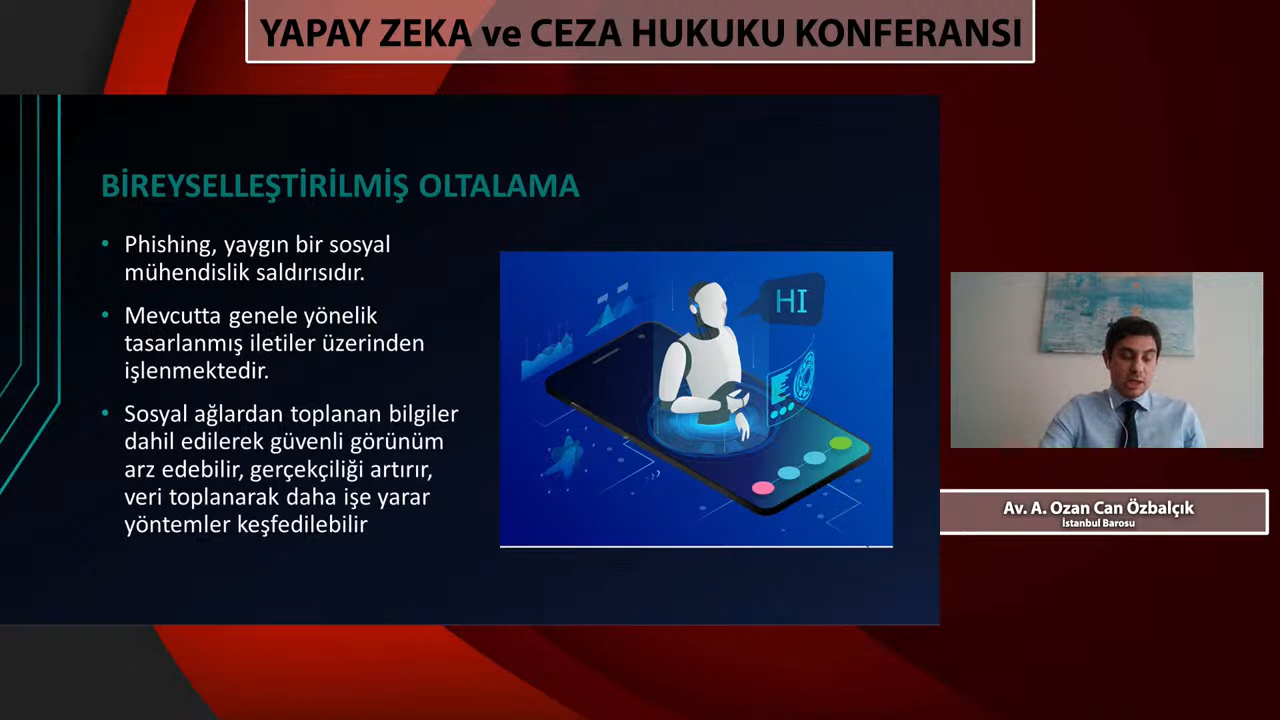 YAPAY ZEKA ve CEZA HUKUKU KONFERANSI
BİREYSELLEŞTİRİLMİŞ OLTALAMA
• Phishing, yaygın bir sosyal
mühendislik saldırısıdır.
• Mevcutta genele yönelik
tasarlanmış iletiler üzerinden
işlenmektedir.
• Sosyal ağlardan toplanan bilgiler
dahil edilerek güvenli görünüm
arz edebilir, gerçekçiliği artırır,
veri toplanarak daha işe yarar
yöntemler keşfedilebilir
HI
Av. A. Ozan Can Özbalçık
İstanbul Barosu